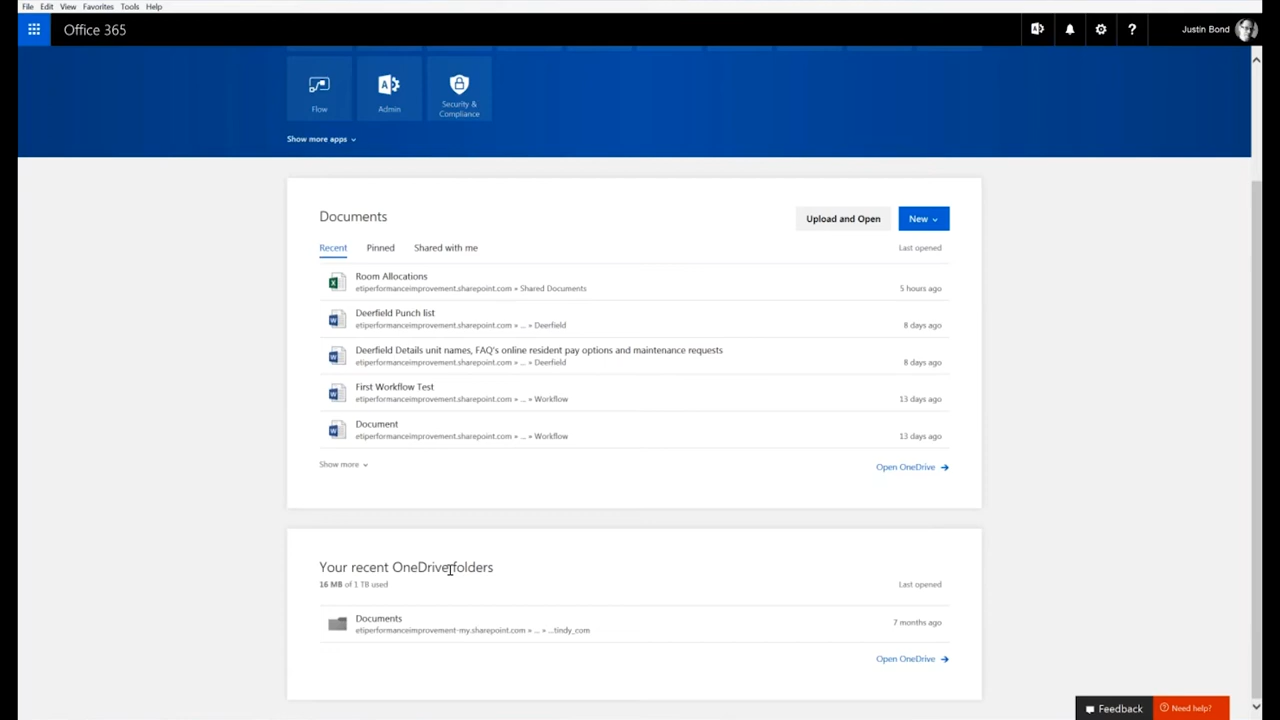 File Edit View Favorites Tools Help
Office 365
Justin Bond
Flow
Admin
Security &
Compliance
Show more apps
Documents
Upload and Open
New
Recent
Pinned
Shared with me
Last opened
Room Allocations
etiperformanceimprovement.sharepoint.com » Shared Documents
5 hours ago
Deerfield Punch list
etiperformanceimprovement.sharepoint.com » ... » Deerfield
8 days ago
Deerfield Details unit names, FAQ's online resident pay options and maintenance requests
etiperformanceimprovement.sharepoint.com » ... » Deerfield
8 days ago
First Workflow Test
etiperformanceimprovement.sharepoint.com » ... » Workflow
13 days ago
Document
etiperformanceimprovement.sharepoint.com » ... » Workflow
13 days ago
Show more
Open OneDrive →
Your recent OneDrive folders
16 MB of 1 TB used
Last opened
Documents
etiperformanceimprovement-my.sharepoint.com » ... » ...tindy_com
7 months ago
Open OneDrive →
Feedback
Need help?